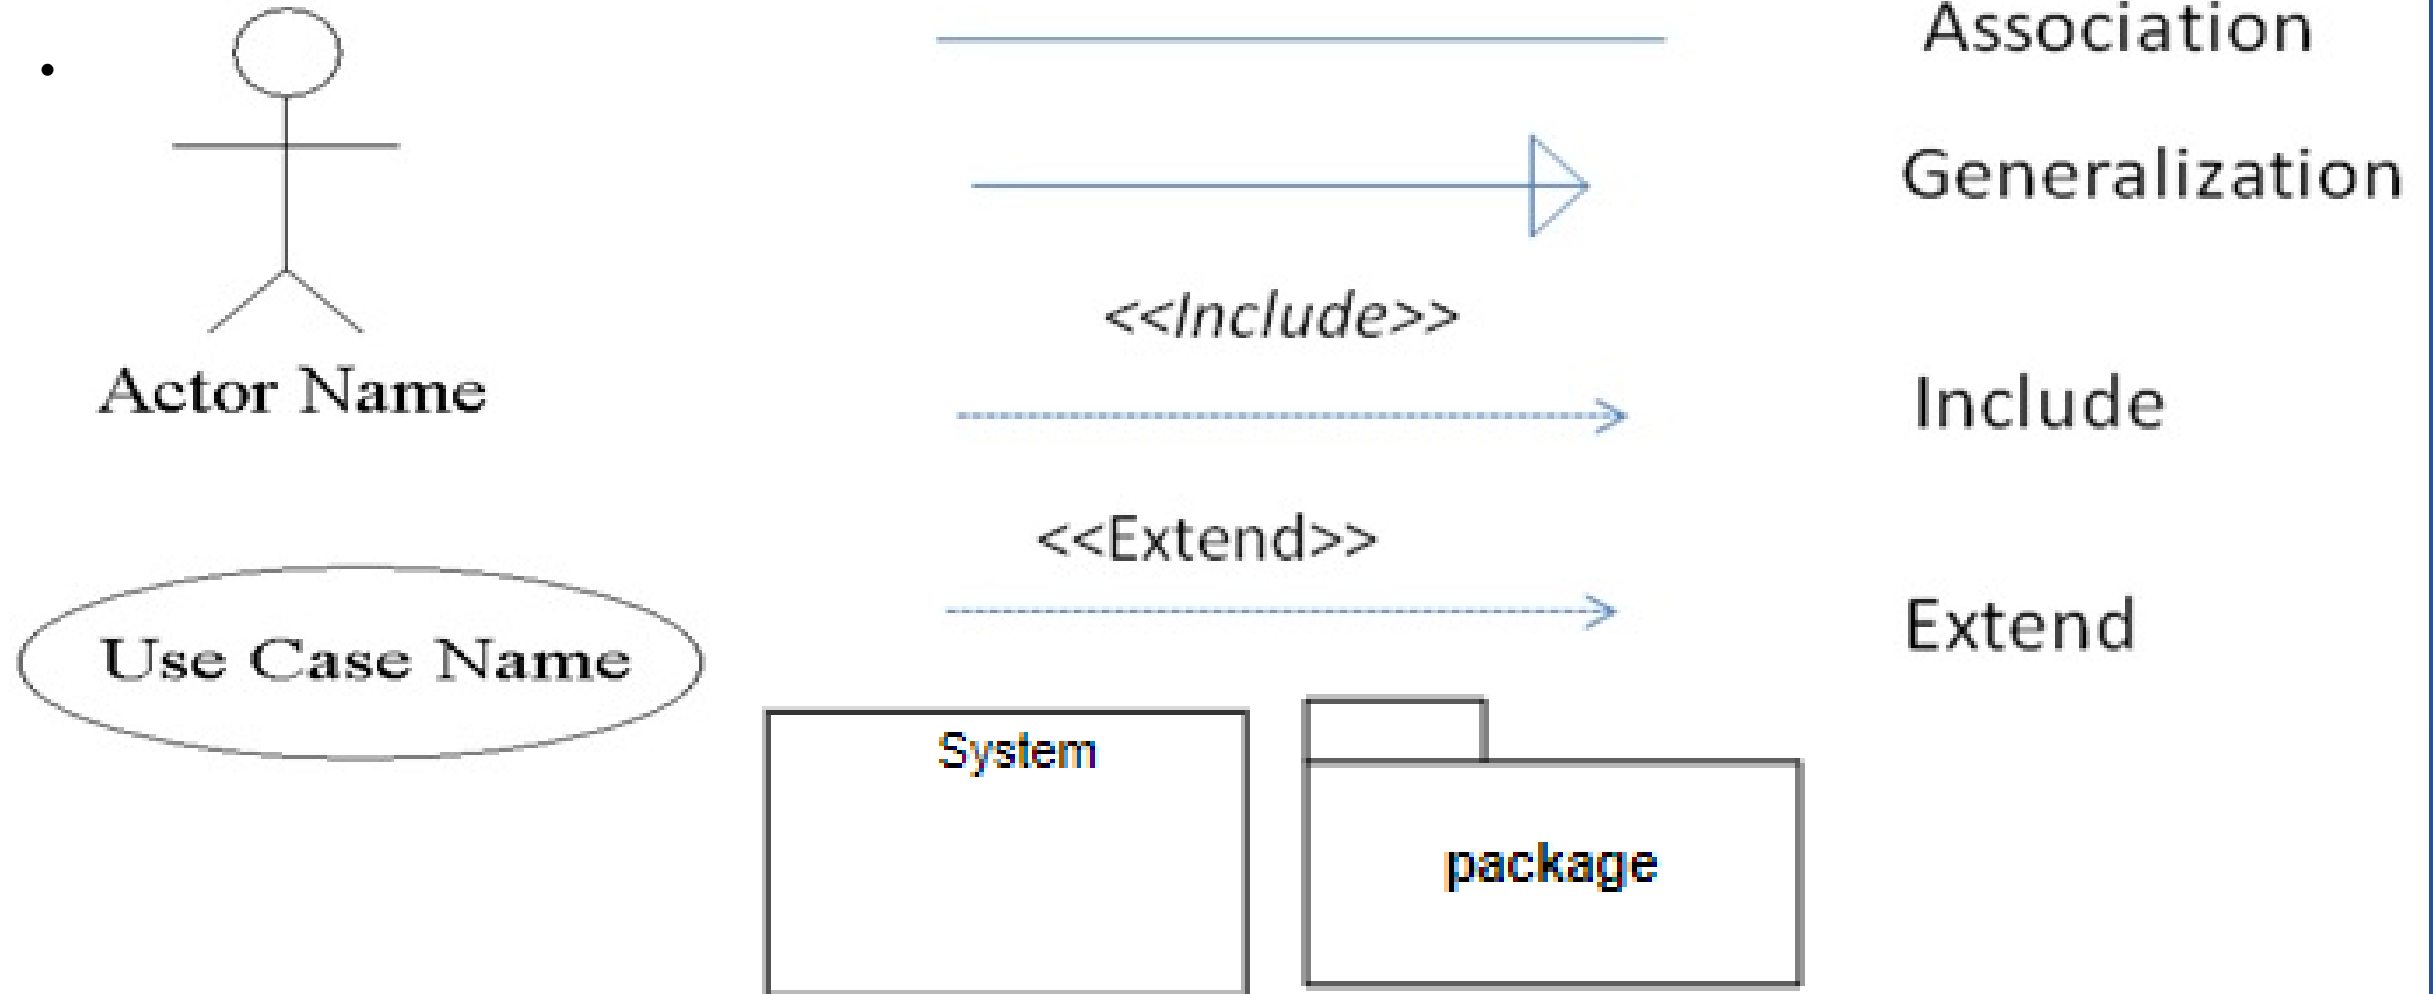 Association
Generalization
<<Include>>
Actor Name
Include
<<Extend>>
Extend
Use Case Name
System
package